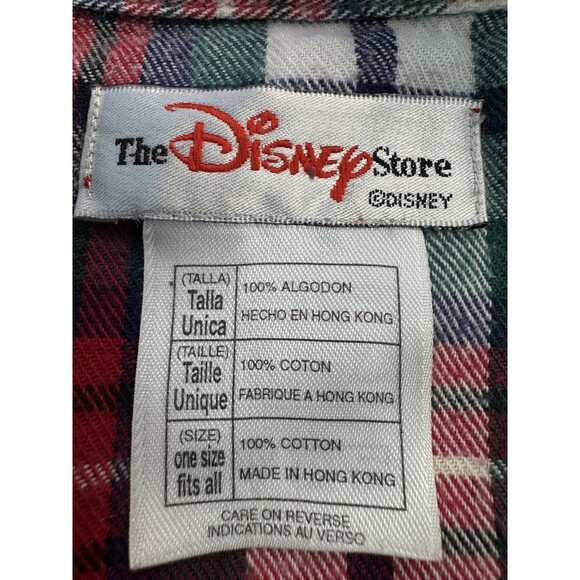 The Disney Store
©DISNEY
(TALLA)
Talla
Unica
100% ALGODON
HECHO EN HONG KONG
(TAILLE)
Taille
Unique
100% COTON
FABRIQUE A HONG KONG
(SIZE)
one size
fits all
100% COTTON
MADE IN HONG KONG
CARE ON REVERSE
INDICATIONS AU VERSO